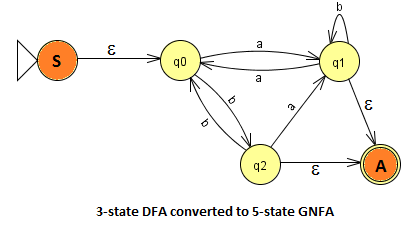 b
a
S
ε
q0
q1
a
b
ε
b
a
q2
ε
A
3-state DFA converted to 5-state GNFA